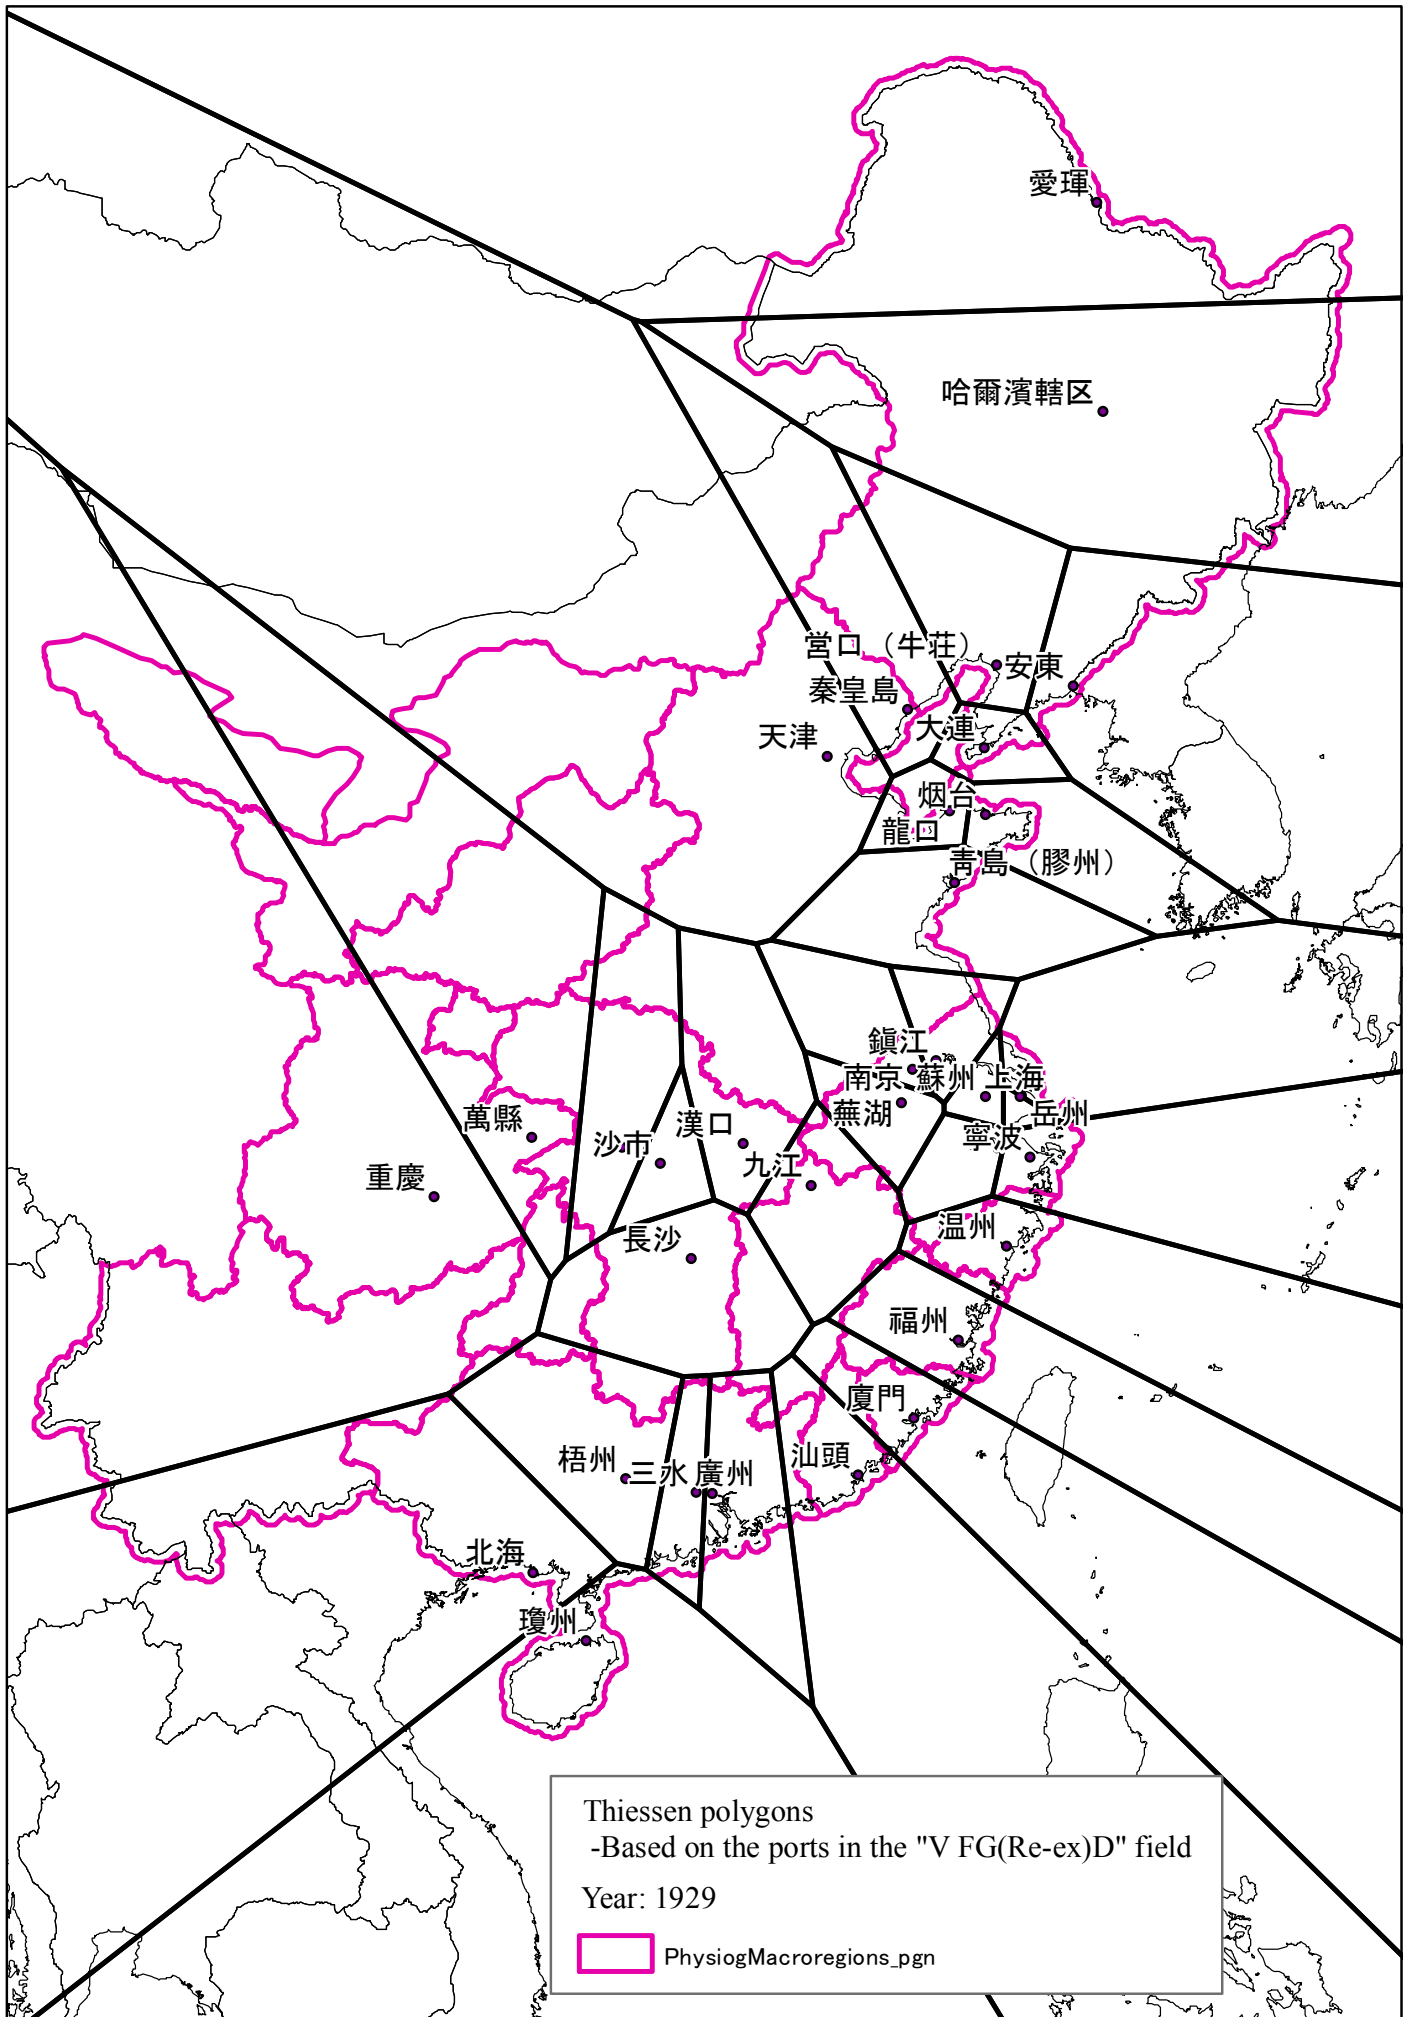 愛琿
哈爾濱轄区
営口（牛荘）
安東
秦皇島
天津
大連
烟台
龍口
青島（膠州）
鎮江
南京
蘇州
上海
蕪湖
岳州
萬縣
沙市
漢口
寧波
重慶
九江
長沙
温州
福州
廈門
梧州
三水
廣州
汕頭
北海
瓊州
Thiessen polygons
-Based on the ports in the "V FG(Re-ex)D" field
Year: 1929
PhysiogMacroregions_pgn